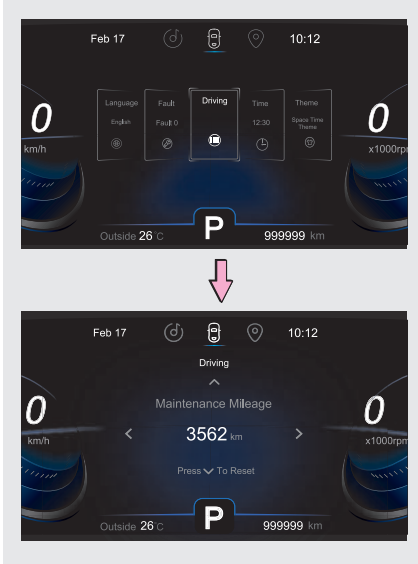 Feb 17 10:12
Language Fault Driving Time Theme
English Fault 0 12:30 Space Time
Theme
0 0
km/h x1000rpm
P
Outside 26°C 999999 km
Feb 17 10:12
Driving
Maintenance Mileage
0 3562 km 0
km/h x1000rpm
Press To Reset
P
Outside 26°C 999999 km